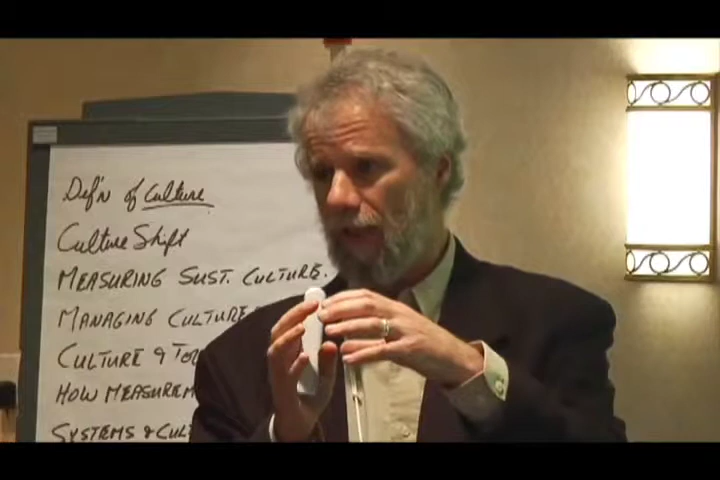 Def'n of Culture
Culture Shift
MEASURING SUST. CULTURE.
MANAGING CULTURE
CULTURE &
HOW
SYSTEMS &